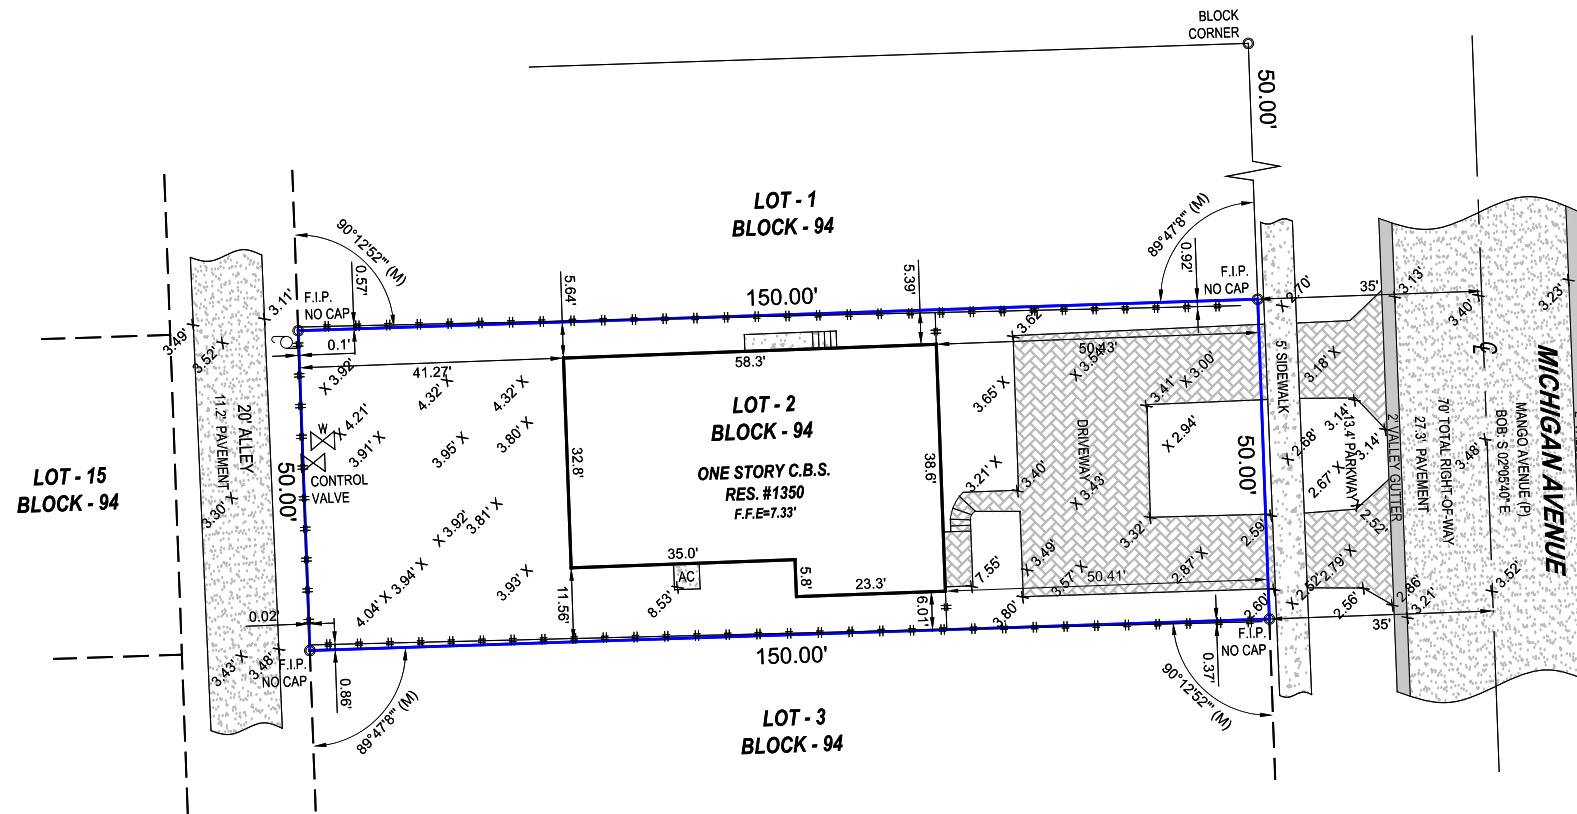 BLOCK
CORNER
50.00'
LOT - 1
BLOCK - 94
90°12'52"' (M)
89°47'8"' (M)
0.57'
5.64'
5.39'
0.92'
F.I.P.
NO CAP
150.00'
F.I.P.
NO CAP
3.11'
3.49' X
3.52' X
0.1'
41.27'
58.3'
50.43'
X 3.62'
X 2.70'
35'
3.13'
3.40'
3.23' X
X 3.92'
4.32' X
4.32' X
X 3.54'
X 3.00'
3.41'
3.18' X
5' SIDEWALK
W
X 4.21'
3.91' X
3.95' X
3.80' X
LOT - 2
BLOCK - 94
ONE STORY C.B.S.
RES. #1350
F.F.E=7.33'
32.8'
38.6'
3.65' X
DRIVEWAY
X 2.94'
50.00'
X 2.68'
3.14' X
3.14' X
13.4' PARKWAY
2.67' X
2' VALLEY GUTTER
27.3' PAVEMENT
70' TOTAL RIGHT-OF-WAY
3.48' X
BOB: S 02°05'40" E
MANGO AVENUE (P)
MICHIGAN AVENUE
CL
LOT - 15
BLOCK - 94
20' ALLEY
11.2' PAVEMENT
50.00'
CONTROL
VALVE
3.21' X
X 3.40'
X 3.43'
3.30' X
X 3.92'
3.81' X
3.32'
2.59'
X 2.52'
35.0'
AC
8.53'
5.8'
23.3'
X 7.55'
X 3.49'
3.57' X
2.87' X
50.41'
2.79' X
X 2.52'
2.56' X
2.86'
X 3.21'
X 3.52'
4.04' X 3.94' X
3.93' X
11.56'
6.01'
X 3.80'
2.60'
35'
0.02'
3.43' X
3.48' X
F.I.P.
NO CAP
0.86'
150.00'
F.I.P.
NO CAP
0.37'
89°47'8"' (M)
90°12'52"' (M)
LOT - 3
BLOCK - 94